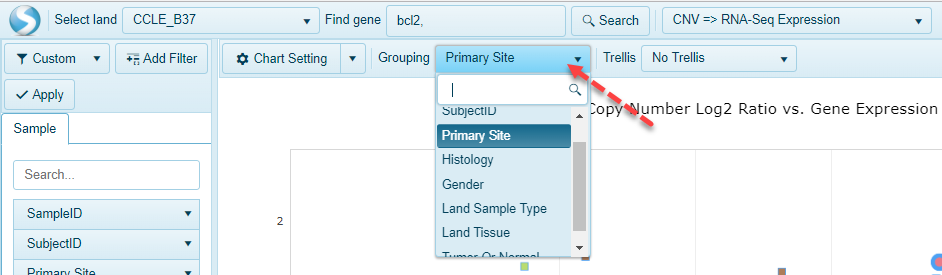 Select land CCLE_B37 Find gene bcl2, Search CNV => RNA-Seq Expression
Custom Add Filter Chart Setting Grouping Primary Site Trellis No Trellis
Apply
Copy Number Log2 Ratio vs. Gene Expression
Sample
Search...
SampleID
SubjectID
Primary Site
SubjectID
Primary Site
Histology
Gender
Land Sample Type
Land Tissue
Tumor Or Normal
2